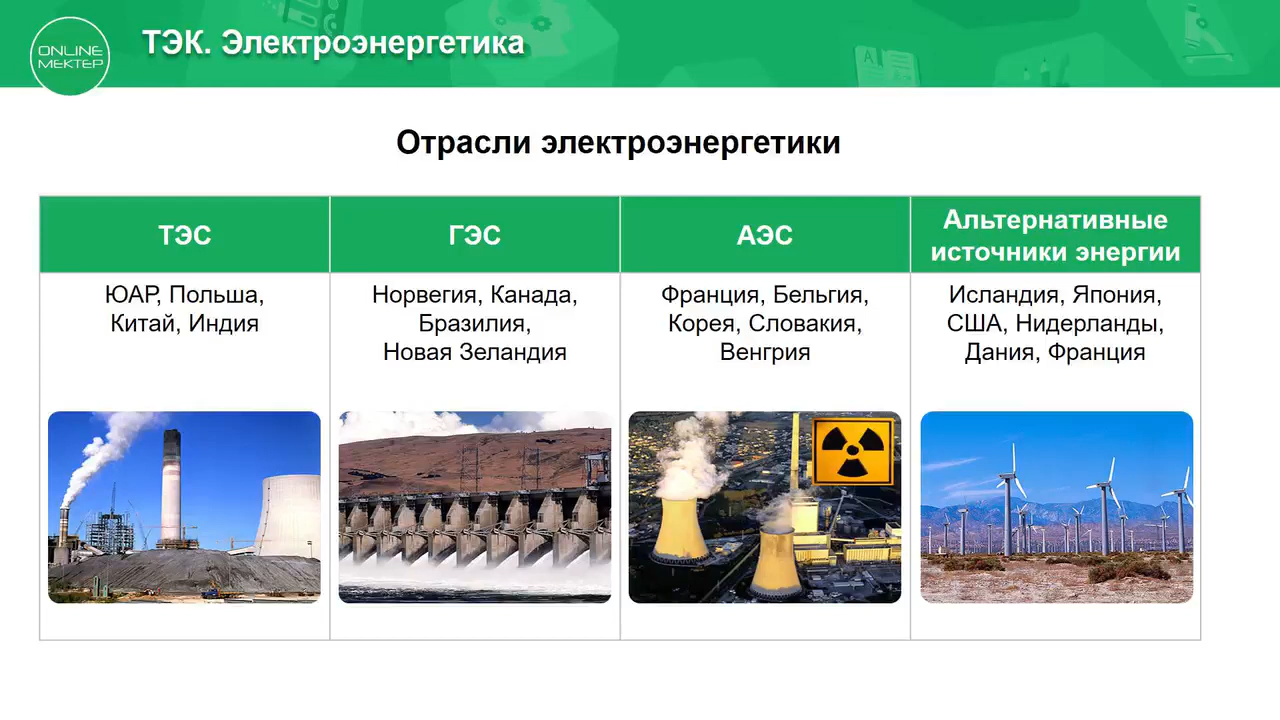 ONLINE
МЕКТЕР
ТЭК. Электроэнергетика
Отрасли электроэнергетики
ТЭС
ГЭС
АЭС
Альтернативные
источники энергии
ЮАР, Польша,
Китай, Индия
Норвегия, Канада,
Бразилия,
Новая Зеландия
Франция, Бельгия,
Корея, Словакия,
Венгрия
Исландия, Япония,
США, Нидерланды,
Дания, Франция